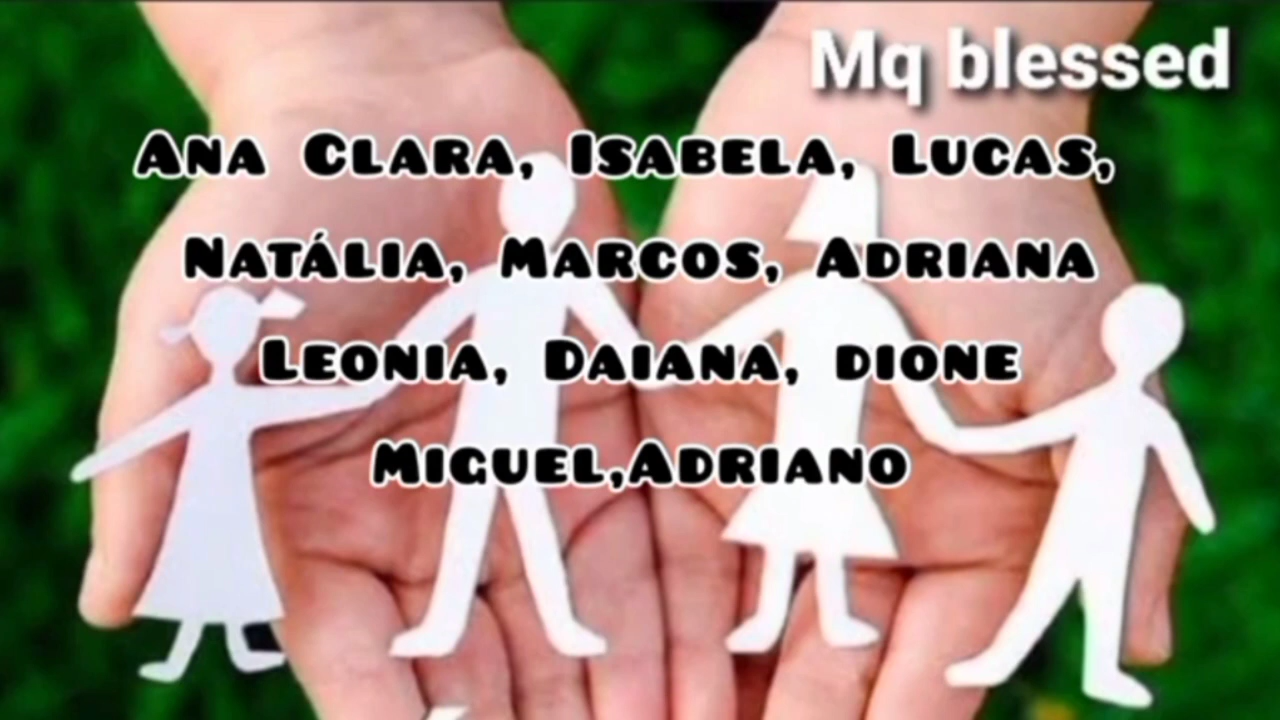 Mq blessed
Ana Clara, Isabela, Lucas,
Natália, Marcos, Adriana
Leonia, Daiana, dione
Miguel,Adriano